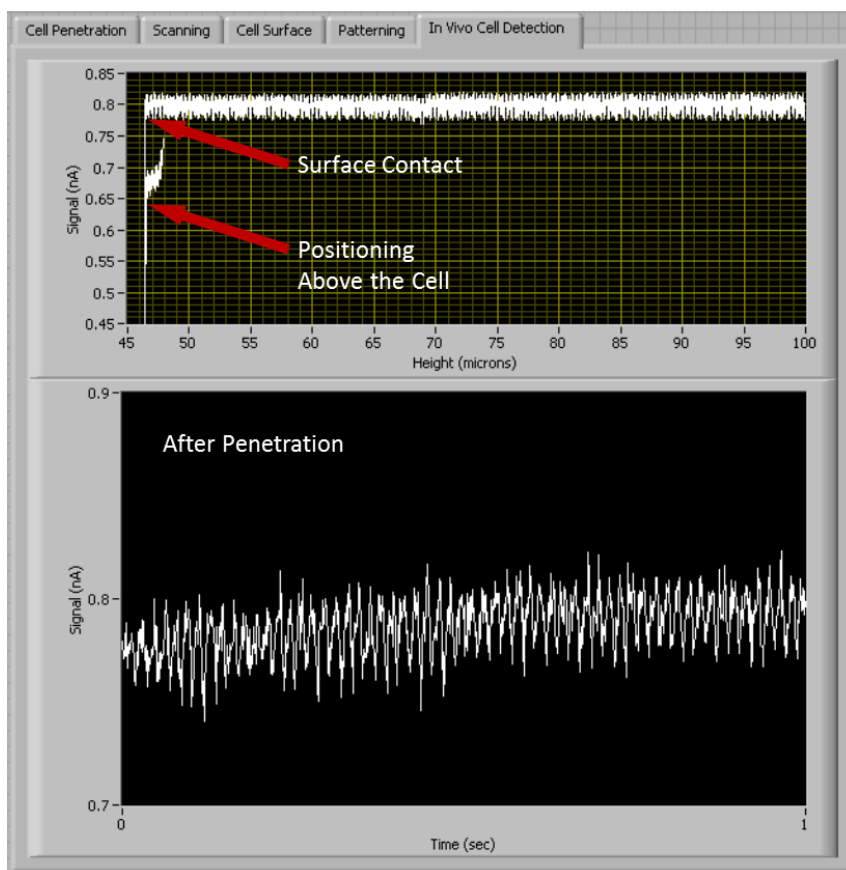 Cell Penetration Scanning Cell Surface Patterning In Vivo Cell Detection
0.85
0.8
0.75
0.7
0.65
0.6
0.55
0.5
0.45
Signal (nA)
Surface Contact
Positioning
Above the Cell
45 50 55 60 65 70 75 80 85 90 95 100
Height (microns)
0.9
0.8
0.7
Signal (nA)
After Penetration
0 1
Time (sec)